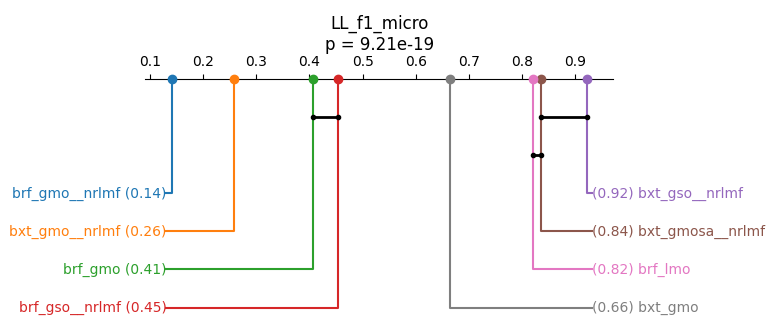 LL_f1_micro
p = 9.21e-19
0.1 0.2 0.3 0.4 0.5 0.6 0.7 0.8 0.9
brf_gmo__nrlmf (0.14) (0.92) bxt_gso__nrlmf
bxt_gmo__nrlmf (0.26) (0.84) bxt_gmosa__nrlmf
brf_gmo (0.41) (0.82) brf_lmo
brf_gso__nrlmf (0.45) (0.66) bxt_gmo